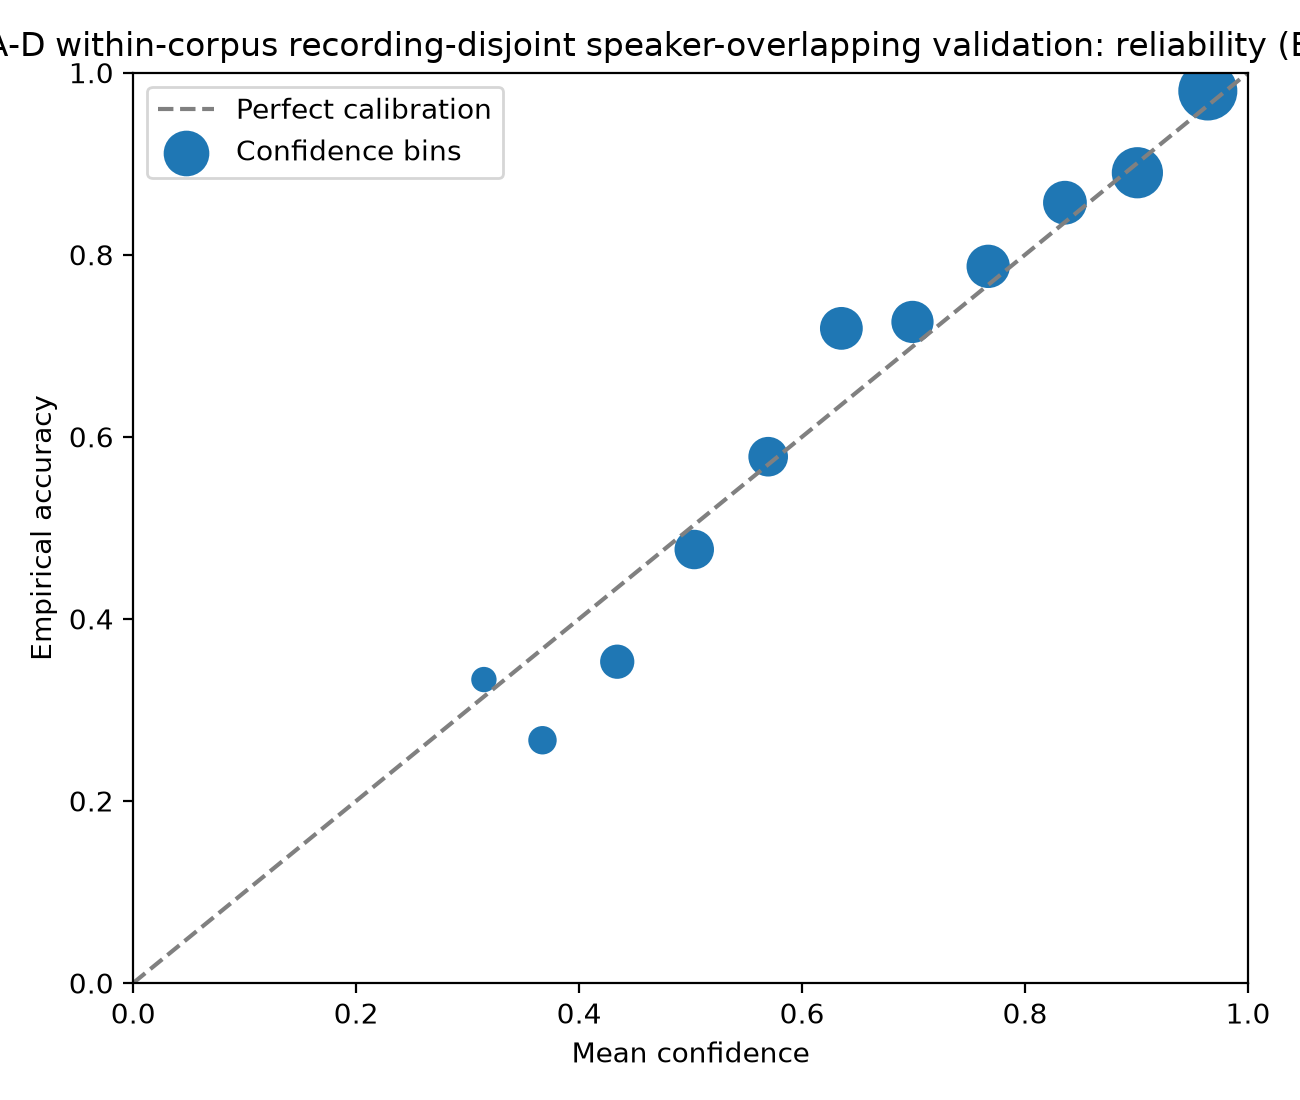 A-D within-corpus recording-disjoint speaker-overlapping validation: reliability (E
1.0
Perfect calibration
Confidence bins
0.8
0.6
0.4
0.2
0.0
Empirical accuracy
0.0 0.2 0.4 0.6 0.8 1.0
Mean confidence